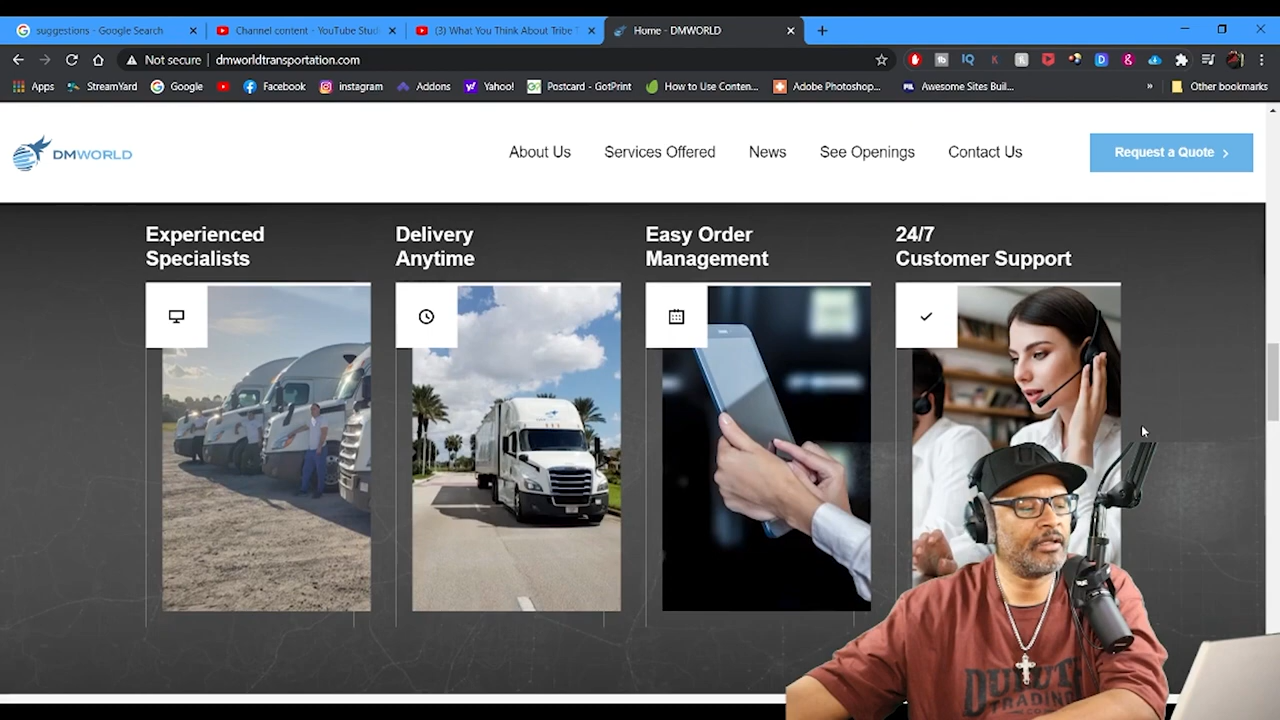 suggestions - Google Search
Channel content - YouTube Stud
(3) What You Think About Tribe T
Home - DMWORLD
Not secure
dmworldtransportation.com
Apps
StreamYard
Google
Facebook
instagram
Addons
Yahoo!
Postcard - GotPrint
How to Use Conten...
Adobe Photoshop...
Awesome Sites Buil...
Other bookmarks
DMWORLD
About Us
Services Offered
News
See Openings
Contact Us
Request a Quote
Experienced
Specialists
Delivery
Anytime
Easy Order
Management
24/7
Customer Support
DULUTH
TRADING